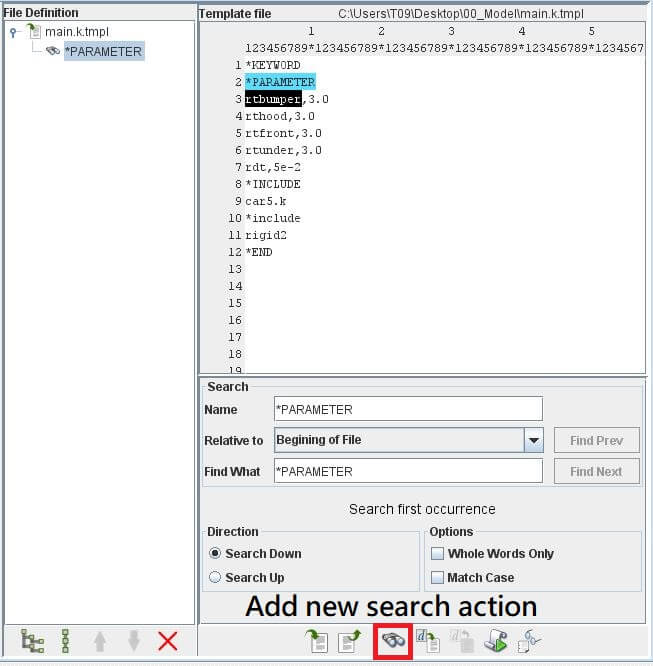 File Definition
main.k.tmpl
*PARAMETER
Template file C:\Users\T09\Desktop\00_Model\main.k.tmpl
1 2 3 4 5
123456789*123456789*123456789*123456789*123456789*1234567
1 *KEYWORD
2 *PARAMETER
3 rtbumper,3.0
4 rthood,3.0
5 rtfront,3.0
6 rtunder,3.0
7 rdt,5e-2
8 *INCLUDE
9 car5.k
10 *include
11 rigid2
12 *END
13
14
15
16
17
18
19
Search
Name *PARAMETER
Relative to Begining of File Find Prev
Find What *PARAMETER Find Next
Search first occurrence
Direction Options
Search Down Whole Words Only
Search Up Match Case
Add new search action